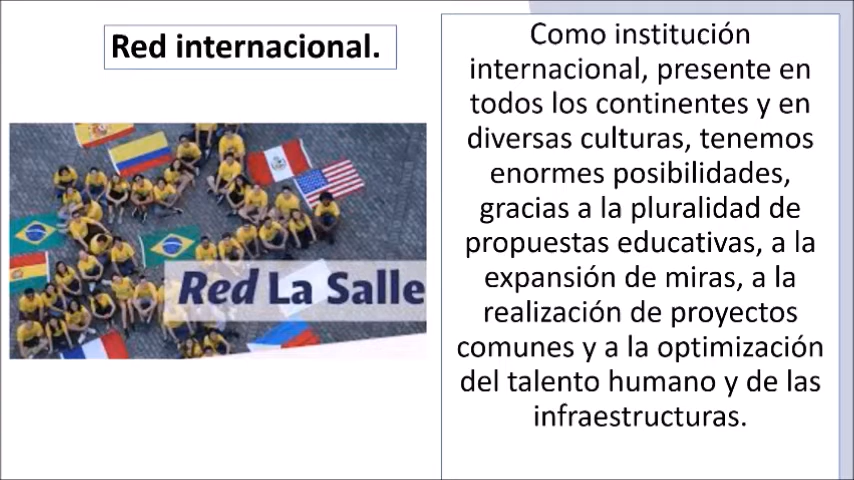 Red internacional.
Red La Salle
Como institución
internacional, presente en
todos los continentes y en
diversas culturas, tenemos
enormes posibilidades,
gracias a la pluralidad de
propuestas educativas, a la
expansión de miras, a la
realización de proyectos
comunes y a la optimización
del talento humano y de las
infraestructuras.